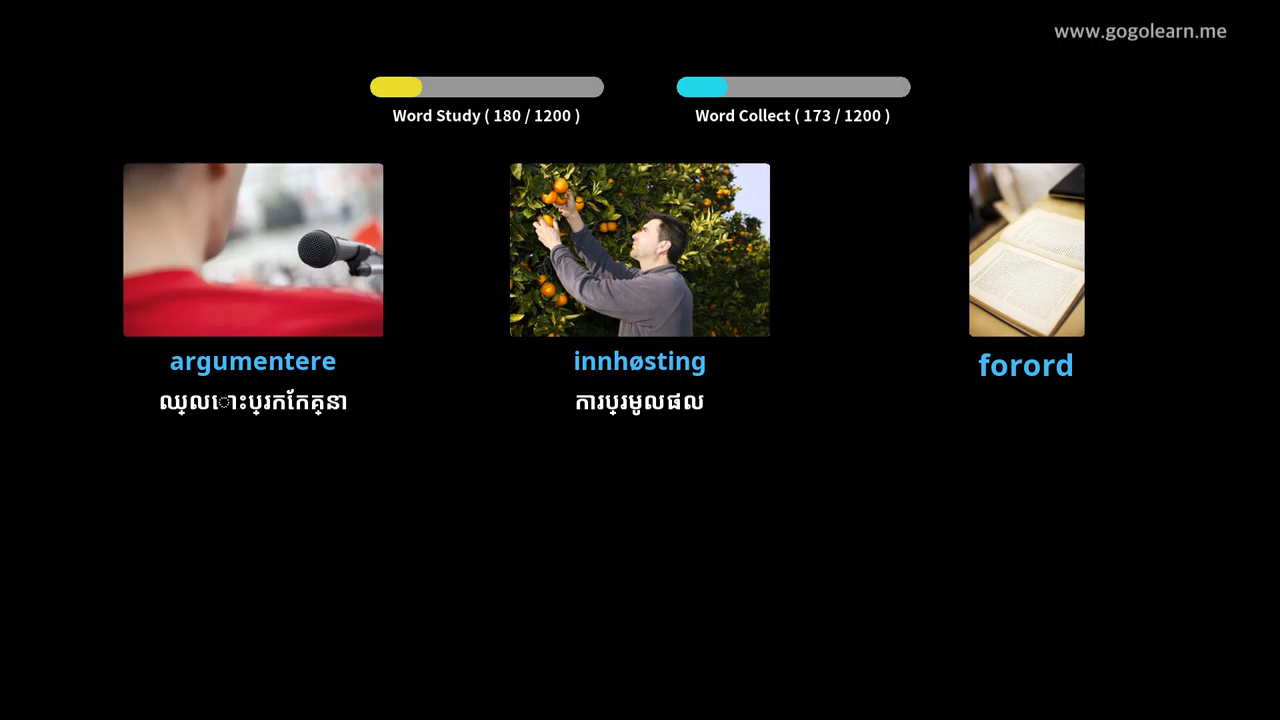 www.gogolearn.me
Word Study ( 180 / 1200 )
Word Collect ( 173 / 1200 )
argumentere
innhøsting
forord
ឈ្លោះប្រកែកគ្នា
ការប្រមូលផល